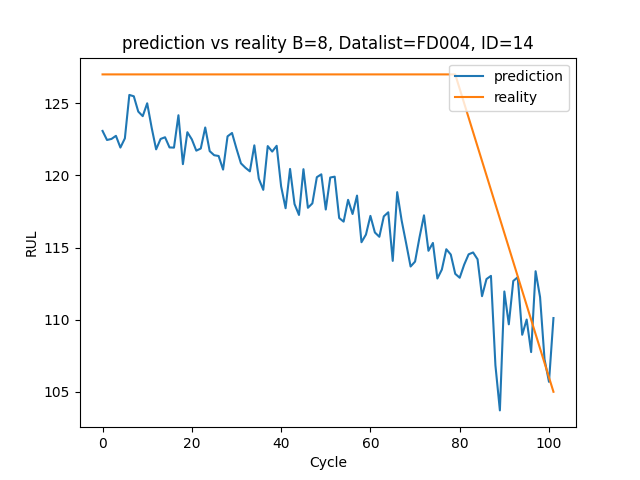 prediction vs reality B=8, Datalist=FD004, ID=14
prediction
reality
125
120
115
110
105
RUL
0 20 40 60 80 100
Cycle